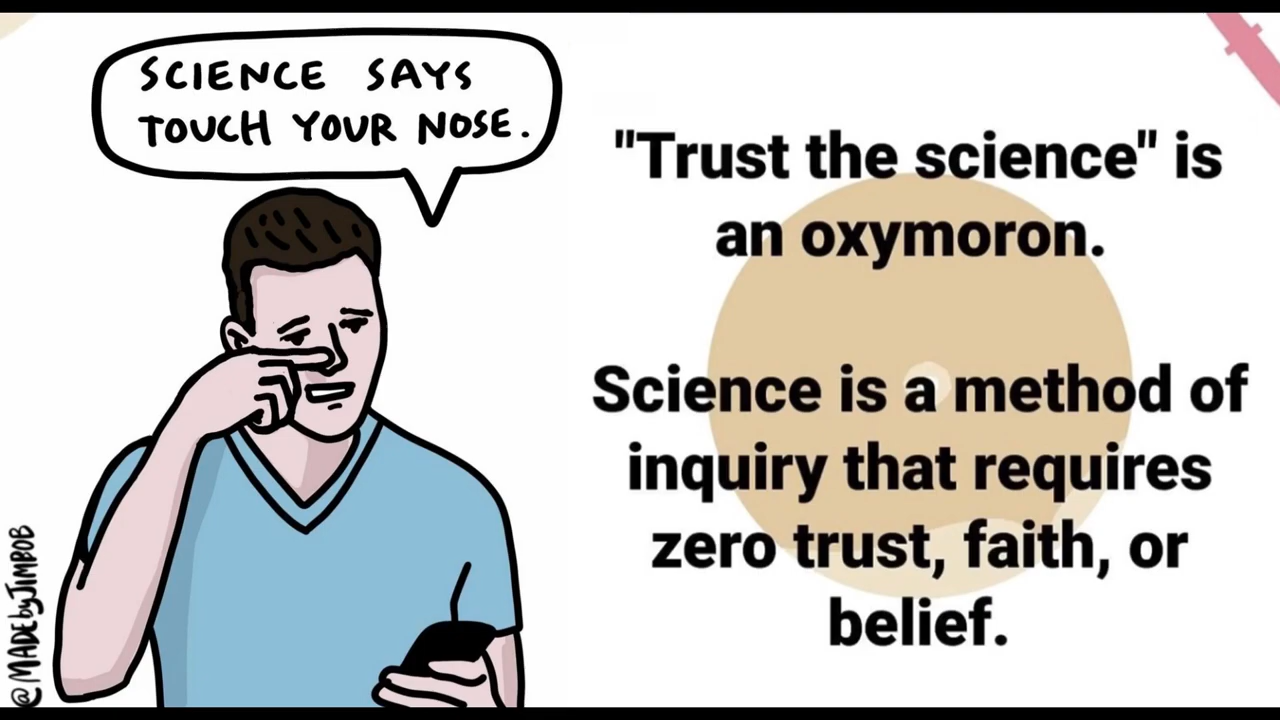 SCIENCE SAYS
TOUCH YOUR NOSE.
"Trust the science" is
an oxymoron.
Science is a method of
inquiry that requires
zero trust, faith, or
belief.
@MADEbyJIMBOB